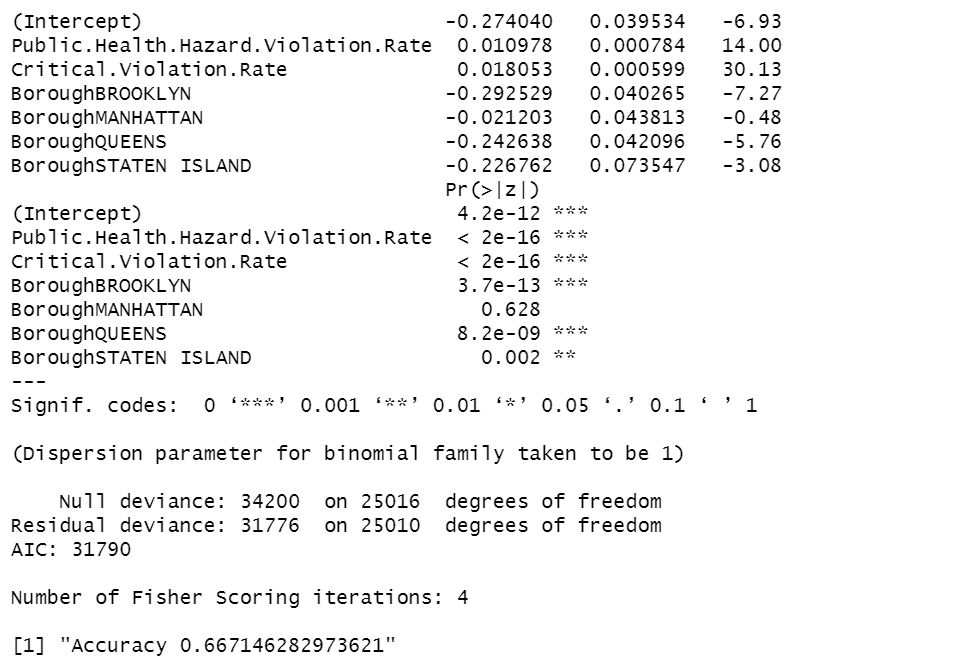 (Intercept) -0.274040 0.039534 -6.93
Public.Health.Hazard.Violation.Rate 0.010978 0.000784 14.00
Critical.Violation.Rate 0.018053 0.000599 30.13
BoroughBROOKLYN -0.292529 0.040265 -7.27
BoroughMANHATTAN -0.021203 0.043813 -0.48
BoroughQUEENS -0.242638 0.042096 -5.76
BoroughSTATEN ISLAND -0.226762 0.073547 -3.08
Pr(>|z|)
(Intercept) 4.2e-12 ***
Public.Health.Hazard.Violation.Rate < 2e-16 ***
Critical.Violation.Rate < 2e-16 ***
BoroughBROOKLYN 3.7e-13 ***
BoroughMANHATTAN 0.628
BoroughQUEENS 8.2e-09 ***
BoroughSTATEN ISLAND 0.002 **
---
Signif. codes: 0 ‘***’ 0.001 ‘**’ 0.01 ‘*’ 0.05 ‘.’ 0.1 ‘ ’ 1
(Dispersion parameter for binomial family taken to be 1)
Null deviance: 34200 on 25016 degrees of freedom
Residual deviance: 31776 on 25010 degrees of freedom
AIC: 31790
Number of Fisher Scoring iterations: 4
[1] "Accuracy 0.667146282973621"